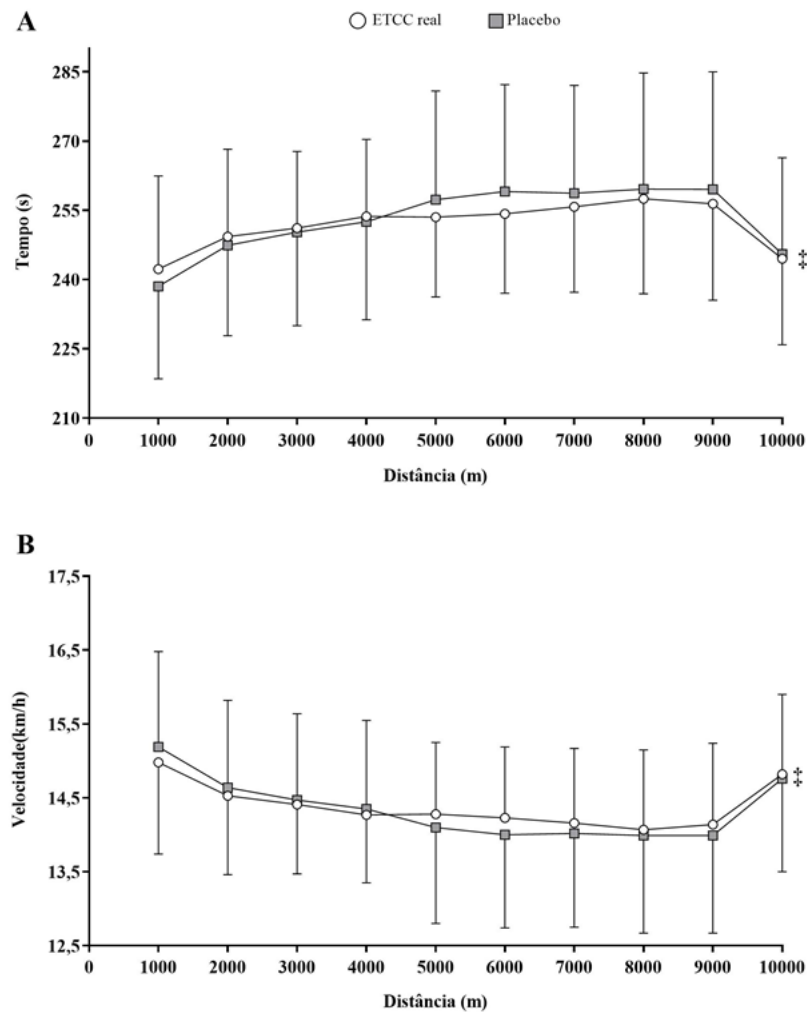 A
ETCC real Placebo
Tempo (s)
285
270
255
240
225
210
‡
‡
0 1000 2000 3000 4000 5000 6000 7000 8000 9000 10000
Distância (m)
B
Velocidade(km/h)
17,5
16,5
15,5
14,5
13,5
12,5
‡
‡
0 1000 2000 3000 4000 5000 6000 7000 8000 9000 10000
Distância (m)